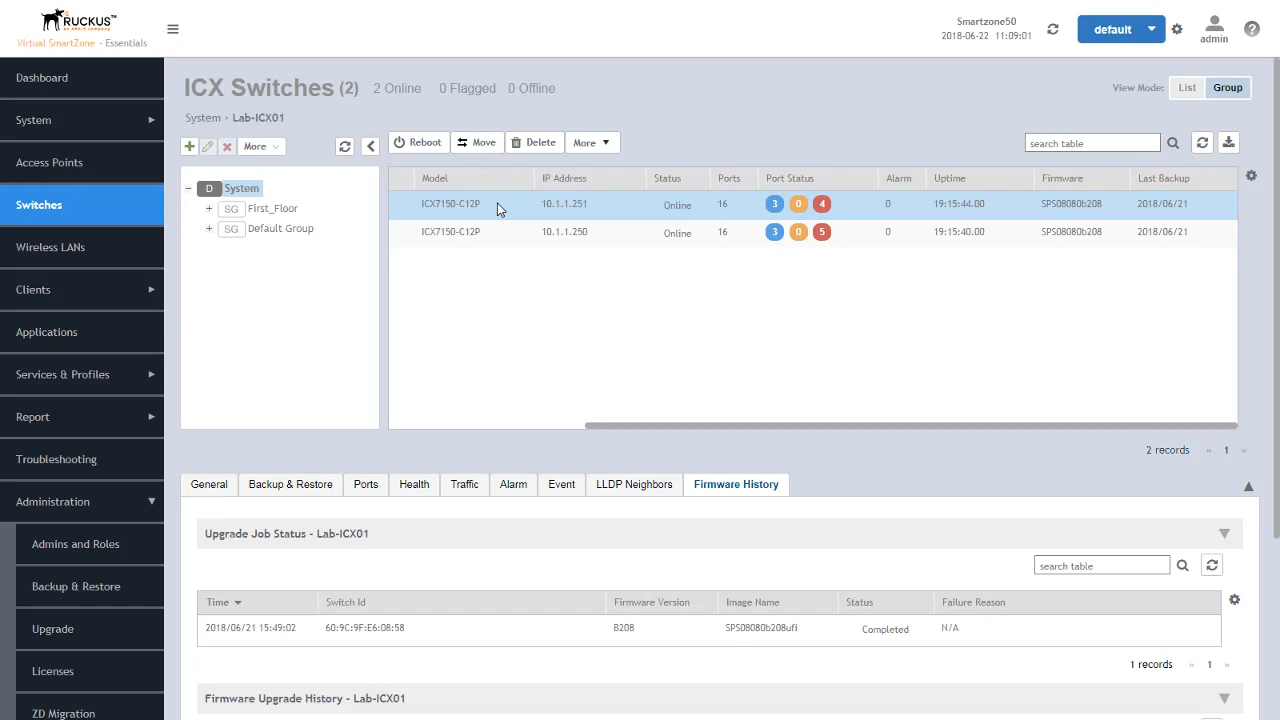 RUCKUS™
Virtual SmartZone - Essentials
Smartzone50
2018-06-22 11:09:01
default
admin
Dashboard
System
Access Points
Switches
Wireless LANs
Clients
Applications
Services & Profiles
Report
Troubleshooting
Administration
Admins and Roles
Backup & Restore
Upgrade
Licenses
ZD Migration
ICX Switches (2) 2 Online 0 Flagged 0 Offline
View Mode: List Group
System › Lab-ICX01
More
Reboot Move Delete More
search table
D System
SG First_Floor
SG Default Group
Model IP Address Status Ports Port Status Alarm Uptime Firmware Last Backup
ICX7150-C12P 10.1.1.251 Online 16 3 0 4 0 19:15:44.00 SPS08080b208 2018/06/21
ICX7150-C12P 10.1.1.250 Online 16 3 0 5 0 19:15:40.00 SPS08080b208 2018/06/21
2 records « 1 »
General Backup & Restore Ports Health Traffic Alarm Event LLDP Neighbors Firmware History
Upgrade Job Status - Lab-ICX01
search table
Time Switch Id Firmware Version Image Name Status Failure Reason
2018/06/21 15:49:02 60:9C:9F:E6:08:58 B208 SPS08080b208ufi Completed N/A
1 records « 1 »
Firmware Upgrade History - Lab-ICX01